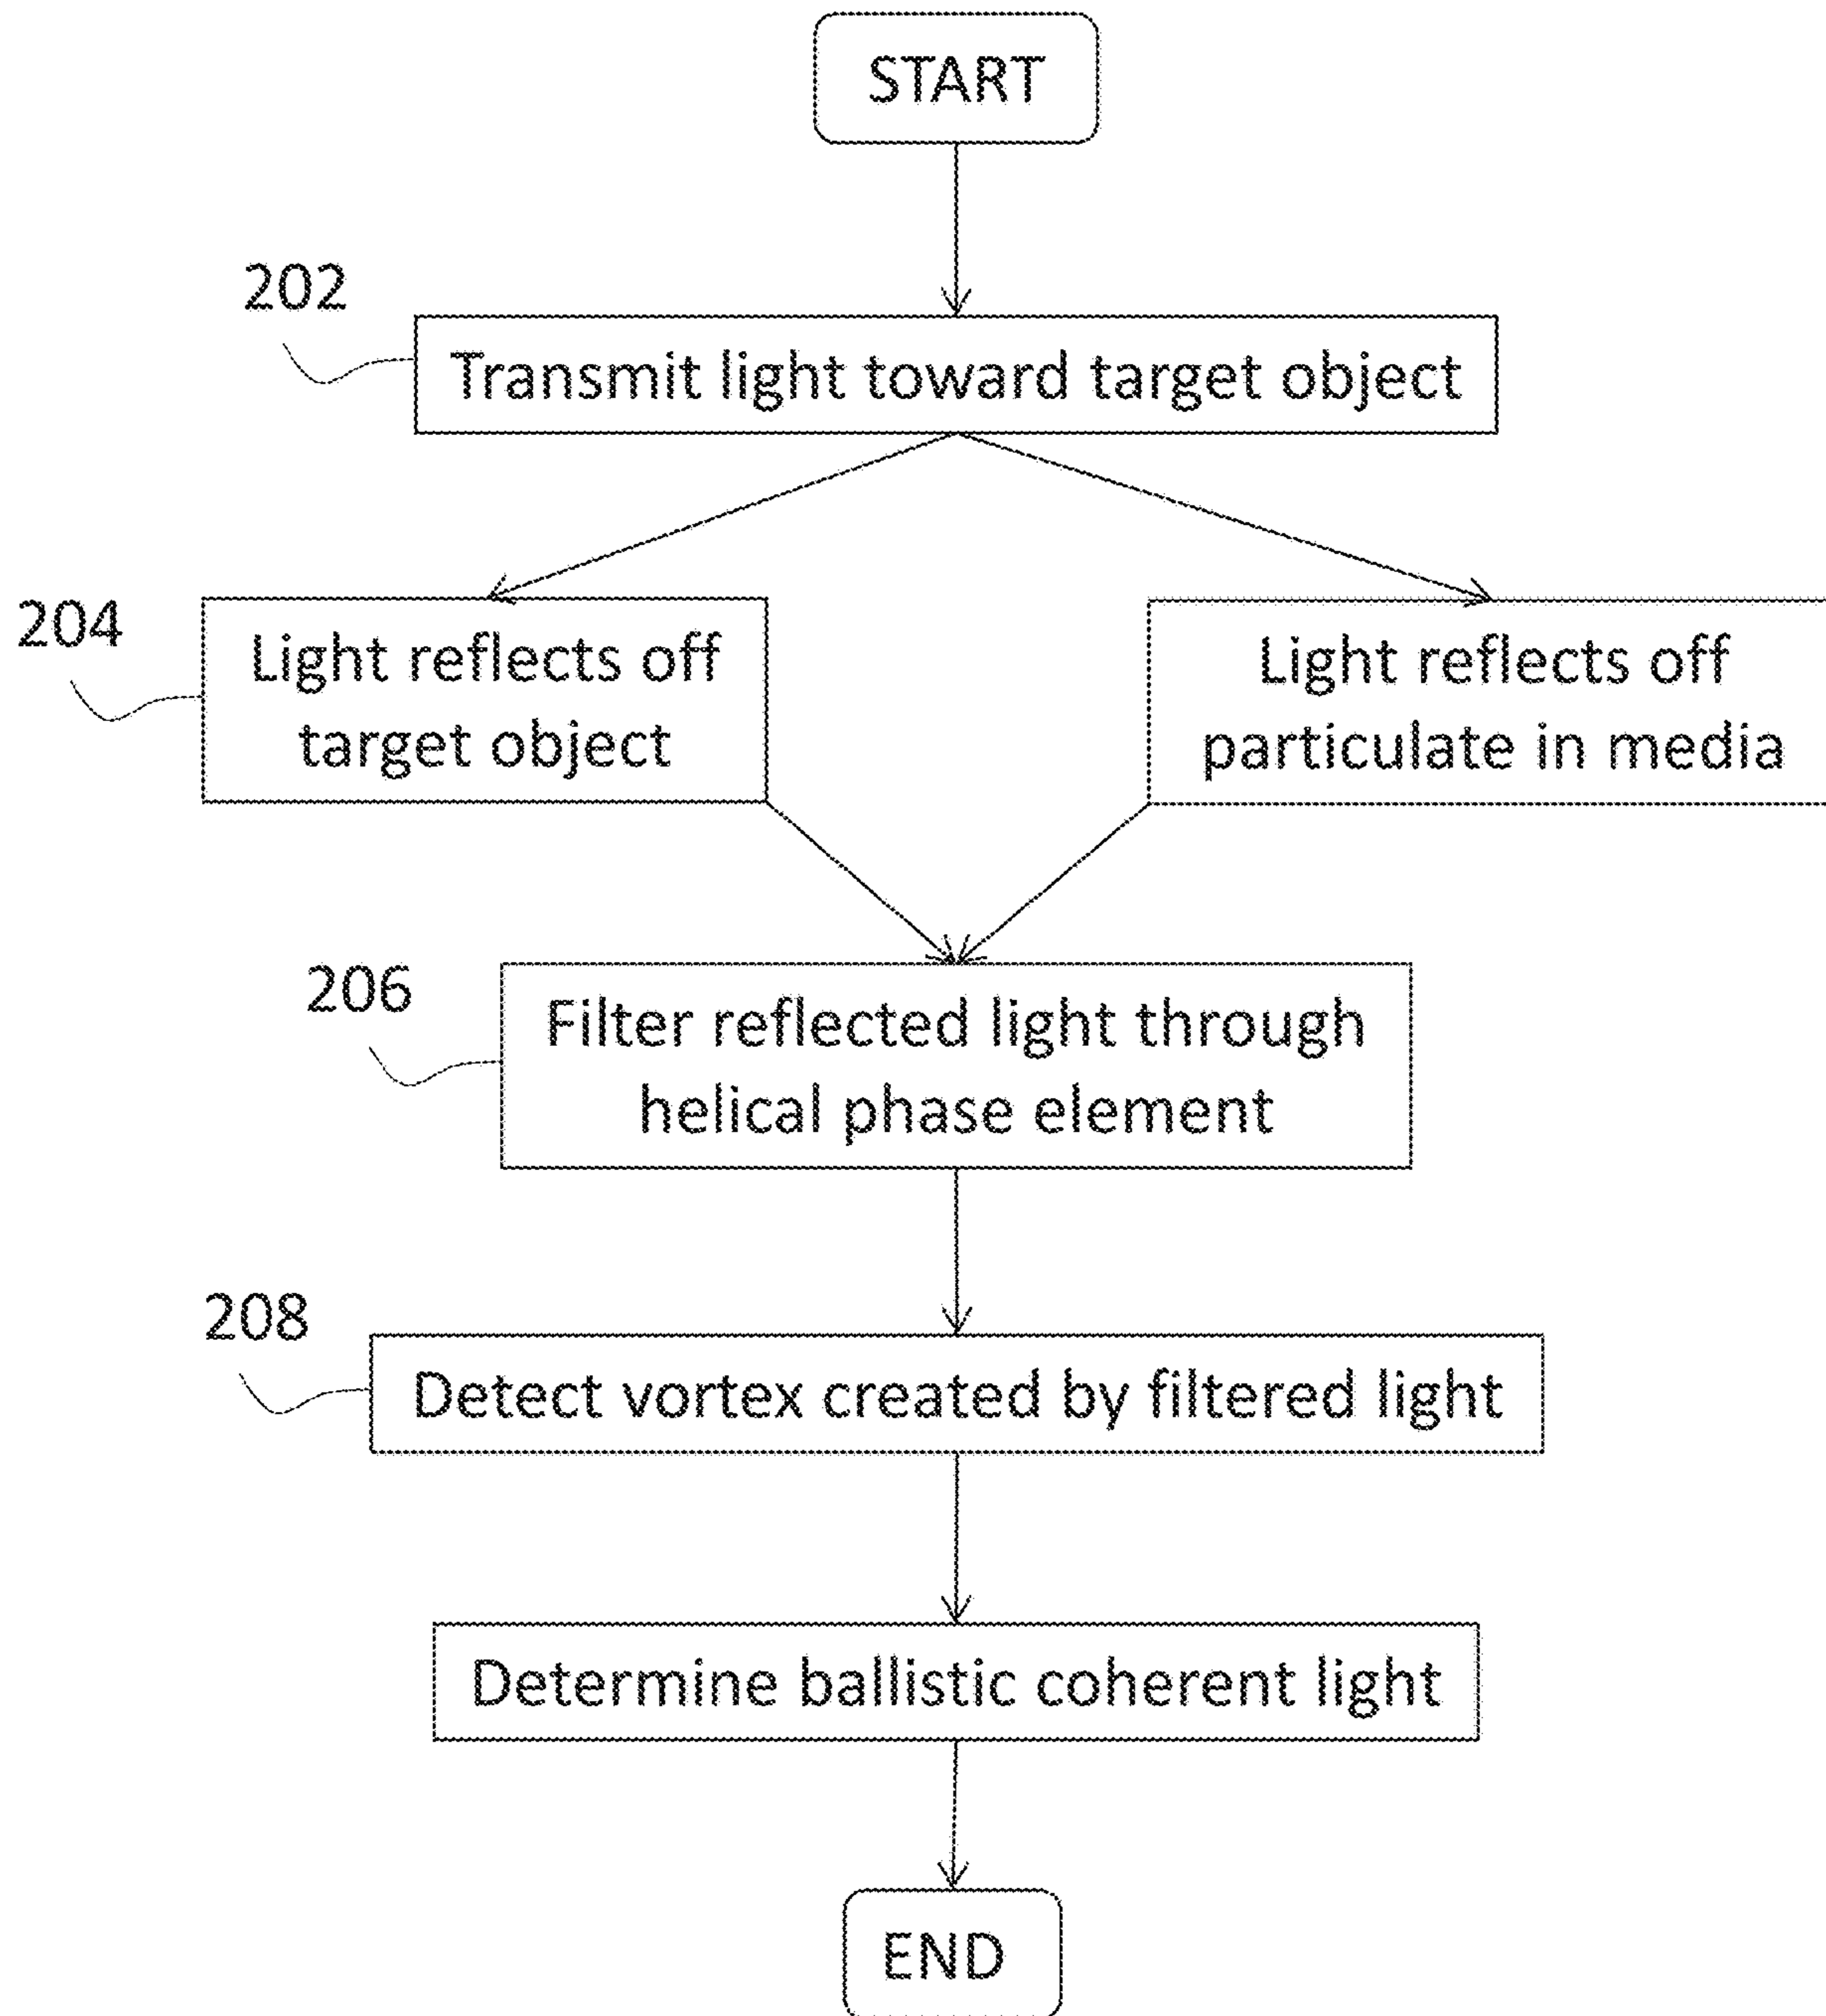 START
202
Transmit light toward target object
204
Light reflects off
target object
Light reflects off
particulate in media
206
Filter reflected light through
helical phase element
208
Detect vortex created by filtered light
Determine ballistic coherent light
END